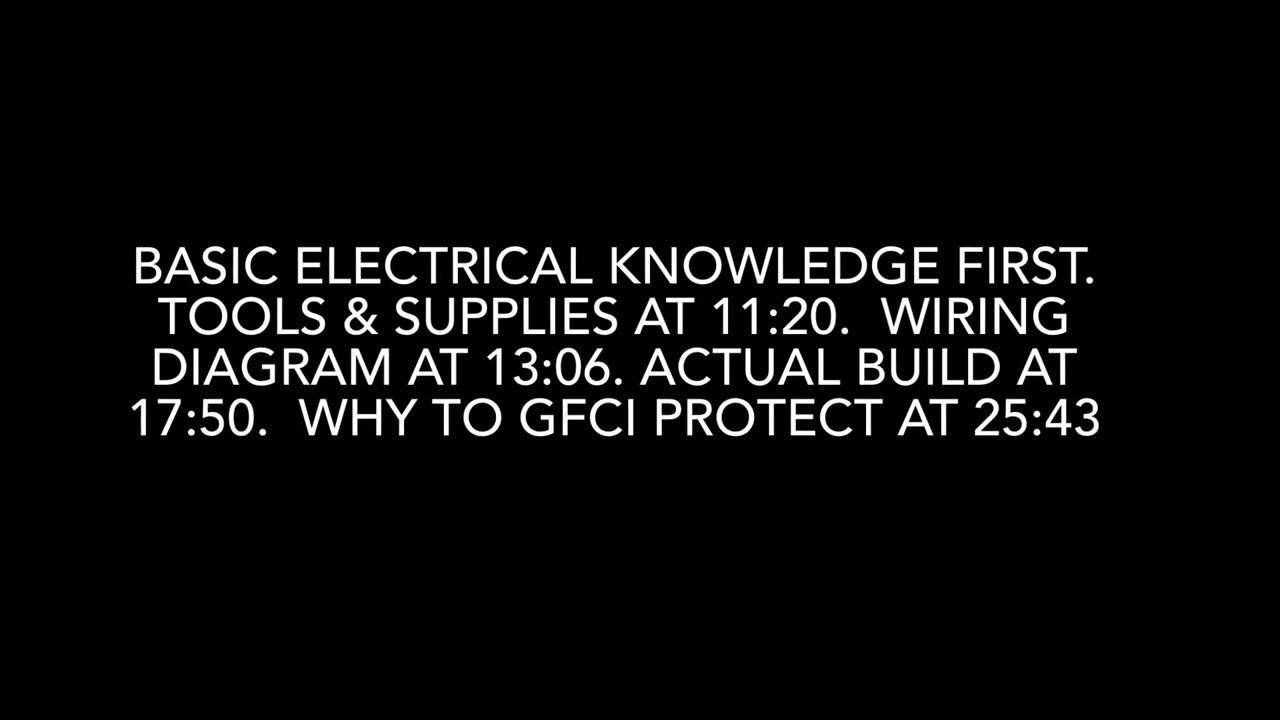 BASIC ELECTRICAL KNOWLEDGE FIRST.
TOOLS & SUPPLIES AT 11:20.  WIRING
DIAGRAM AT 13:06. ACTUAL BUILD AT
17:50.  WHY TO GFCI PROTECT AT 25:43